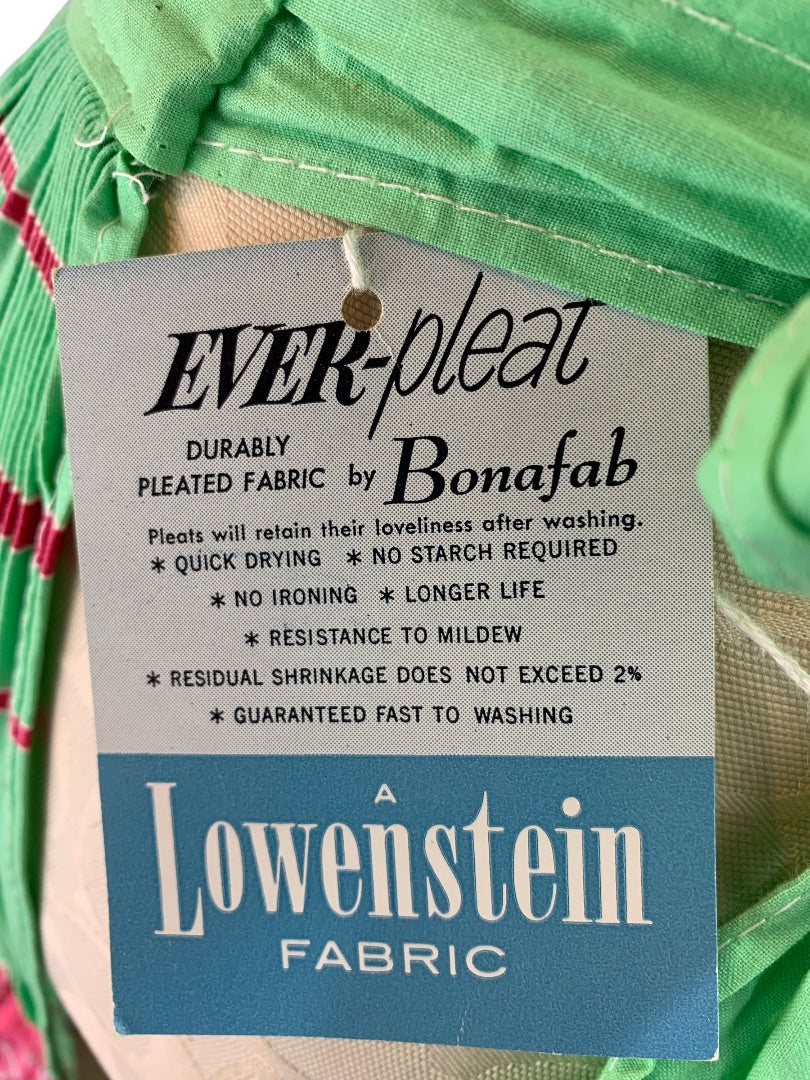 EVER-pleat
DURABLY
PLEATED FABRIC by Bonafab
Pleats will retain their loveliness after washing.
* QUICK DRYING * NO STARCH REQUIRED
* NO IRONING * LONGER LIFE
* RESISTANCE TO MILDEW
* RESIDUAL SHRINKAGE DOES NOT EXCEED 2%
* GUARANTEED FAST TO WASHING
A
Lowenstein
FABRIC